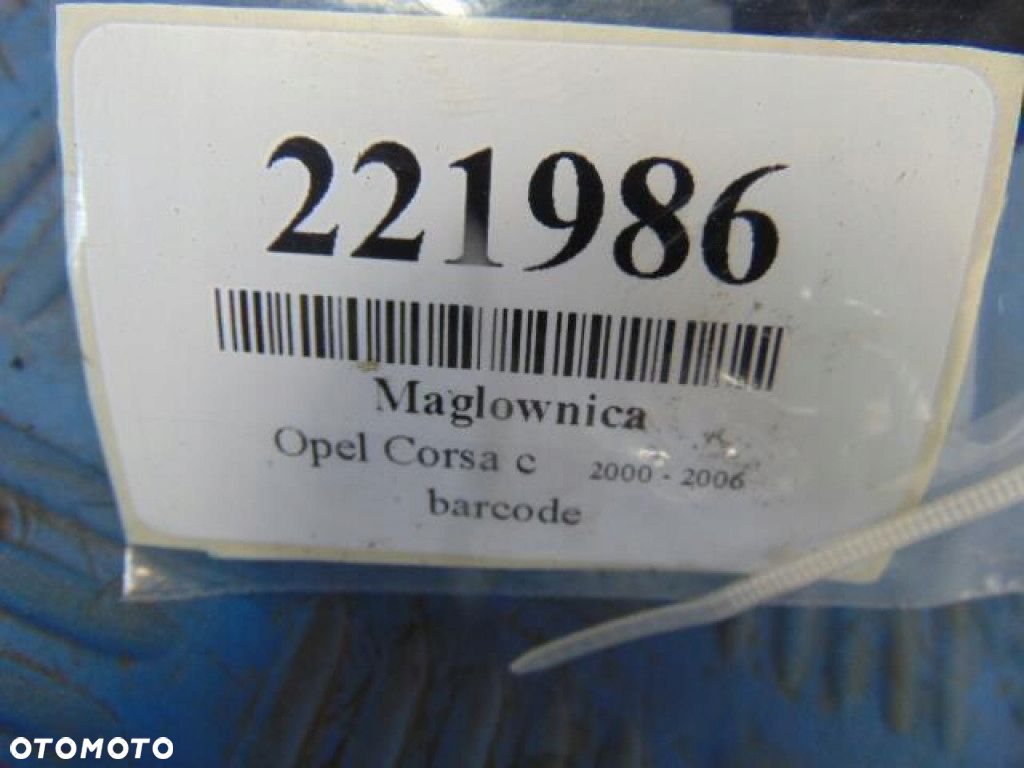 221986
Maglownica
Opel Corsa c 2000 - 2006
barcode
OTOMOTO